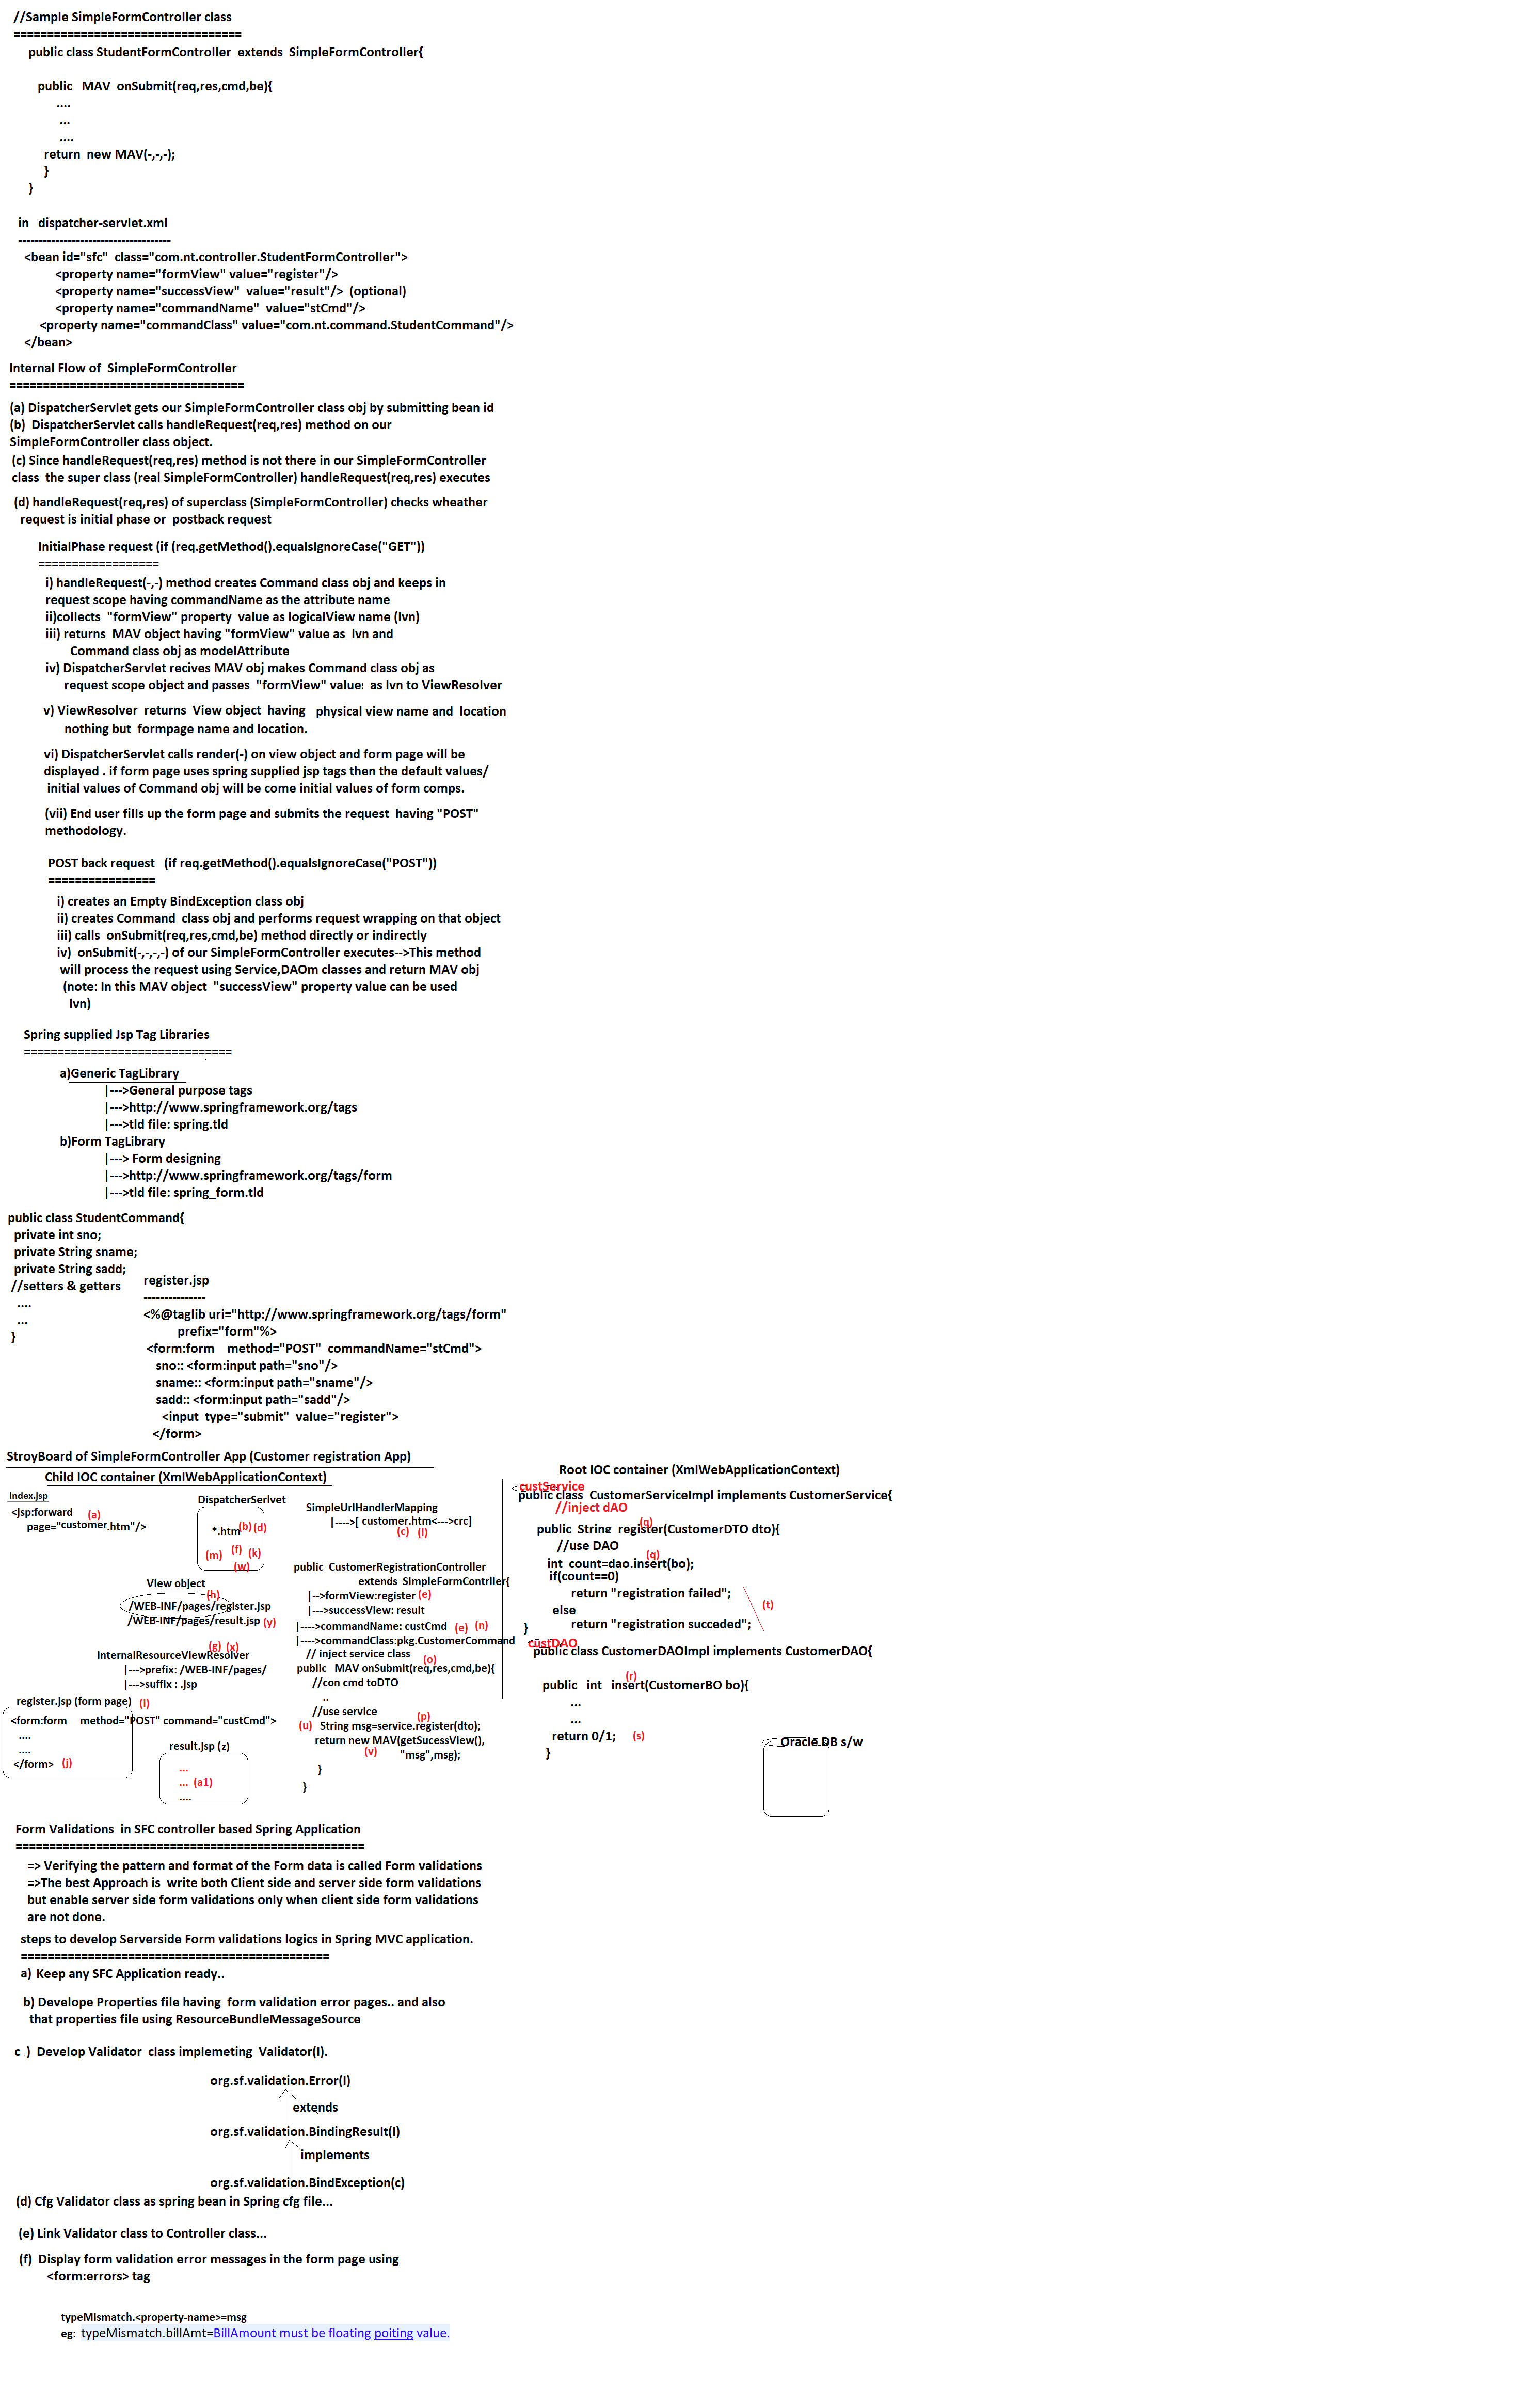 //Sample SimpleFormController class
==================================
public class StudentFormController extends SimpleFormController{
public MAV onSubmit(req,res,cmd,be){
....
...
....
return new MAV(-,-,-);
}
}
in dispatcher-servlet.xml
-------------------------------------
<bean id="sfc" class="com.nt.controller.StudentFormController">
<property name="formView" value="register"/>
<property name="successView" value="result"/> (optional)
<property name="commandName" value="stCmd"/>
<property name="commandClass" value="com.nt.command.StudentCommand"/>
</bean>
Internal Flow of SimpleFormController
===================================
(a) DispatcherServlet gets our SimpleFormController class obj by submitting bean id
(b) DispatcherServlet calls handleRequest(req,res) method on our
SimpleFormController class object.
(c) Since handleRequest(req,res) method is not there in our SimpleFormController
class the super class (real SimpleFormController) handleRequest(req,res) executes
(d) handleRequest(req,res) of superclass (SimpleFormController) checks wheather
request is initial phase or postback request
InitialPhase request (if (req.getMethod().equalsIgnoreCase("GET"))
==================
i) handleRequest(-,-) method creates Command class obj and keeps in
request scope having commandName as the attribute name
ii)collects "formView" property value as logicalView name (lvn)
iii) returns MAV object having "formView" value as lvn and
Command class obj as modelAttribute
iv) DispatcherServlet recives MAV obj makes Command class obj as
request scope object and passes "formView" value: as lvn to ViewResolver
v) ViewResolver returns View object having physical view name and location
nothing but formpage name and location.
vi) DispatcherServlet calls render(-) on view object and form page will be
displayed . if form page uses spring supplied jsp tags then the default values/
initial values of Command obj will be come initial values of form comps.
(vii) End user fills up the form page and submits the request having "POST"
methodology.
POST back request (if req.getMethod().equalsIgnoreCase("POST"))
================
i) creates an Empty BindException class obj
ii) creates Command class obj and performs request wrapping on that object
iii) calls onSubmit(req,res,cmd,be) method directly or indirectly
iv) onSubmit(-,-,-,-) of our SimpleFormController executes-->This method
will process the request using Service,DAOm classes and return MAV obj
(note: In this MAV object "successView" property value can be used
lvn)
Spring supplied Jsp Tag Libraries
===============================
a)Generic TagLibrary
|--->General purpose tags
|--->http://www.springframework.org/tags
|--->tld file: spring.tld
b)Form TagLibrary
|---> Form designing
|--->http://www.springframework.org/tags/form
|--->tld file: spring_form.tld
public class StudentCommand{
private int sno;
private String sname;
private String sadd;
//setters & getters
....
...
}
register.jsp
---------------
<%@taglib uri="http://www.springframework.org/tags/form"
prefix="form"%>
<form:form method="POST" commandName="stCmd">
sno:: <form:input path="sno"/>
sname:: <form:input path="sname"/>
sadd:: <form:input path="sadd"/>
<input type="submit" value="register">
</form>
StroyBoard of SimpleFormController App (Customer registration App)
Child IOC container (XmlWebApplicationContext)
index.jsp
<jsp:forward (a)
page="customer.htm"/>
DispatcherSerlvet
*.htm (b) (d)
(m) (f) (k)
(w)
SimpleUrlHandlerMapping
|---->[ customer.htm<--->crc]
(c) (l)
View object
(h)
/WEB-INF/pages/register.jsp
/WEB-INF/pages/result.jsp (y)
(g) (x)
InternalResourceViewResolver
|--->prefix: /WEB-INF/pages/
|--->suffix : .jsp
register.jsp (form page) (i)
<form:form method="POST" command="custCmd">
....
....
</form> (j)
result.jsp (z)
...
... (a1)
....
public CustomerRegistrationController
extends SimpleFormContrller{
|-->formView:register (e)
|--->successView: result
|---->commandName: custCmd (e) (n)
|---->commandClass:pkg.CustomerCommand
// inject service class
(o)
public MAV onSubmit(req,res,cmd,be){
//con cmd toDTO
..
//use service (p)
(u) String msg=service.register(dto);
return new MAV(getSucessView(),
(v) "msg",msg);
}
}
Root IOC container (XmlWebApplicationContext)
custService
public class CustomerServiceImpl implements CustomerService{
//inject dAO
(q)
public String register(CustomerDTO dto){
//use DAO
(q)
int count=dao.insert(bo);
if(count==0)
return "registration failed";
(t)
else
return "registration succeded";
}
custDAO
public class CustomerDAOImpl implements CustomerDAO{
(r)
public int insert(CustomerBO bo){
...
...
return 0/1; (s)
}
Oracle DB s/w
Form Validations in SFC controller based Spring Application
====================================================
=> Verifying the pattern and format of the Form data is called Form validations
=>The best Approach is write both Client side and server side form validations
but enable server side form validations only when client side form validations
are not done.
steps to develop Serverside Form validations logics in Spring MVC application.
==============================================
a) Keep any SFC Application ready..
b) Develope Properties file having form validation error pages.. and also
that properties file using ResourceBundleMessageSource
c ) Develop Validator class implemeting Validator(I).
org.sf.validation.Error(I)
extends
org.sf.validation.BindingResult(I)
implements
org.sf.validation.BindException(c)
(d) Cfg Validator class as spring bean in Spring cfg file...
(e) Link Validator class to Controller class...
(f) Display form validation error messages in the form page using
<form:errors> tag
typeMismatch.<property-name>=msg
eg: typeMismatch.billAmt=BillAmount must be floating poiting value.